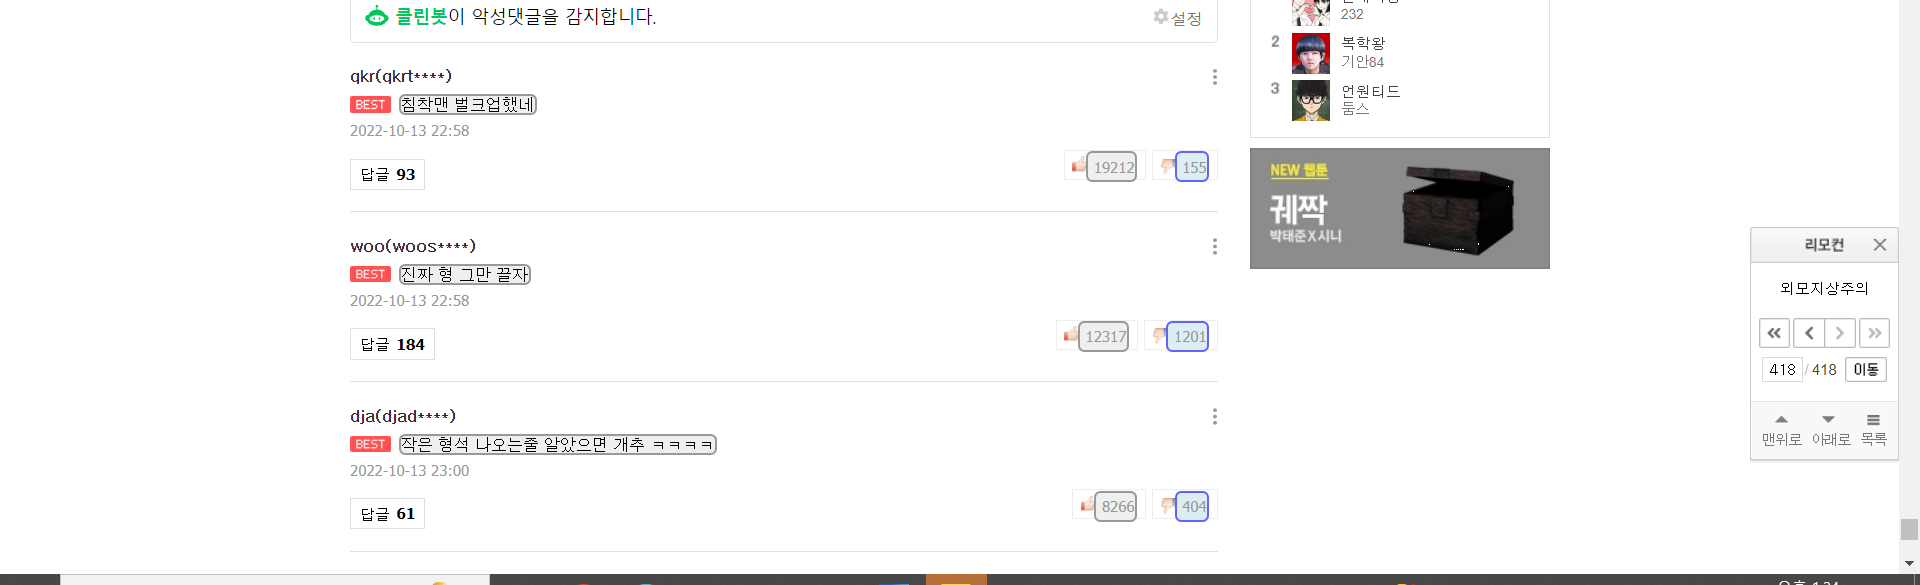 클린봇이 악성댓글을 감지합니다.
설정
qkr(qkrt****)
BEST 침착맨 벌크업했네
2022-10-13 22:58
답글 93
19212 155
woo(woos****)
BEST 진짜 형 그만 끌자
2022-10-13 22:58
답글 184
12317 1201
dja(djad****)
BEST 작은 형석 나오는줄 알았으면 개추 ㅋㅋㅋㅋ
2022-10-13 23:00
답글 61
8266 404
232
2 복학왕
기안84
3 언원티드
둠스
NEW 웹툰
궤짝
박태준X시니
리모컨
외모지상주의
418 / 418 이동
맨위로 아래로 목록